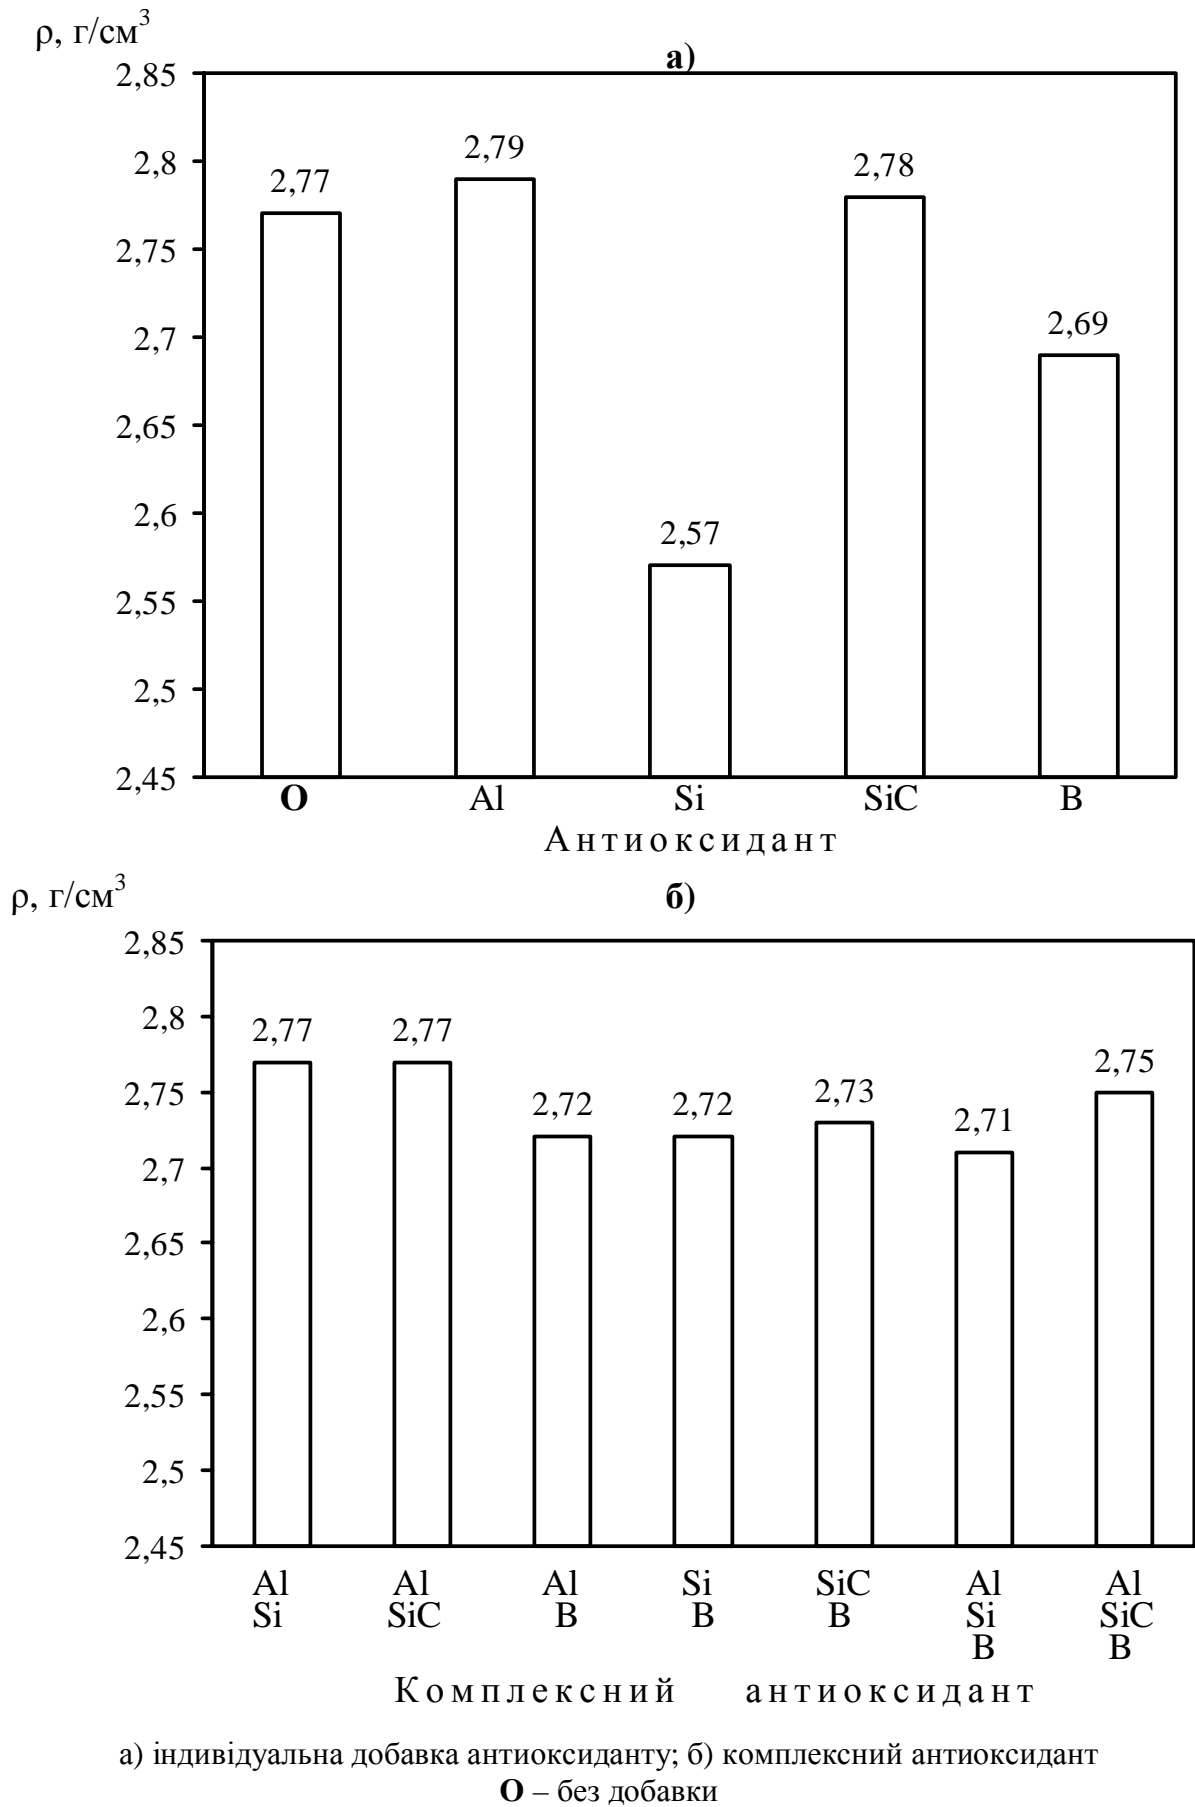 ρ, г/см³
а)
2,85
2,8
2,75
2,7
2,65
2,6
2,55
2,5
2,45
2,77
2,79
2,57
2,78
2,69
О Al Si SiC B
Антиоксидант
ρ, г/см³
б)
2,85
2,8
2,75
2,7
2,65
2,6
2,55
2,5
2,45
2,77
2,77
2,72
2,72
2,73
2,71
2,75
Al Al Al Si SiC Al Al
Si SiC B B B Si SiC
B B
Комплексний антиоксидант
а) індивідуальна добавка антиоксиданту; б) комплексний антиоксидант
О – без добавки